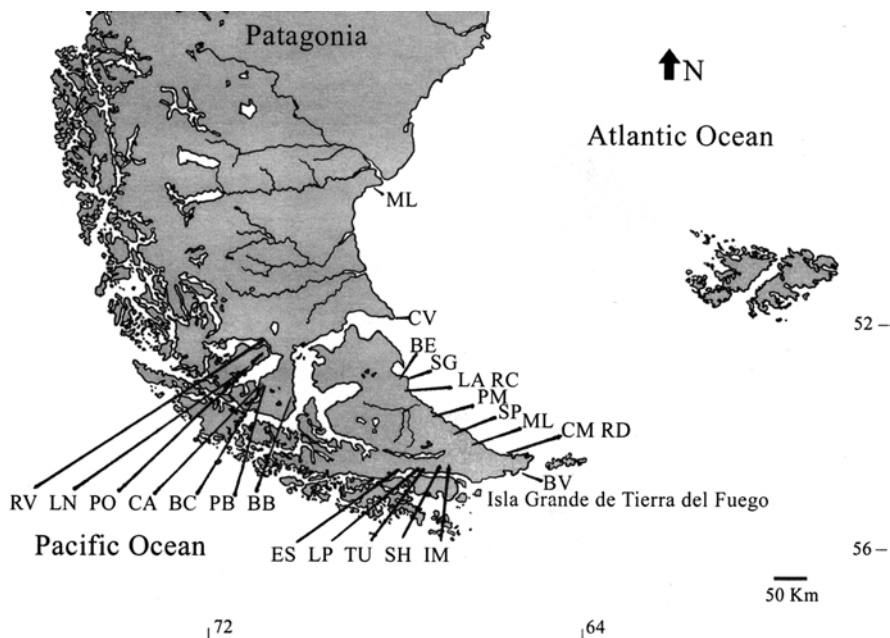 Patagonia
N
Atlantic Ocean
ML
CV
52
BE
SG
LA RC
PM
SP
ML
CM RD
BV
RV LN PO CA BC PB BB
Isla Grande de Tierra del Fuego
ES LP TU SH IM
Pacific Ocean
56
50 Km
72
64